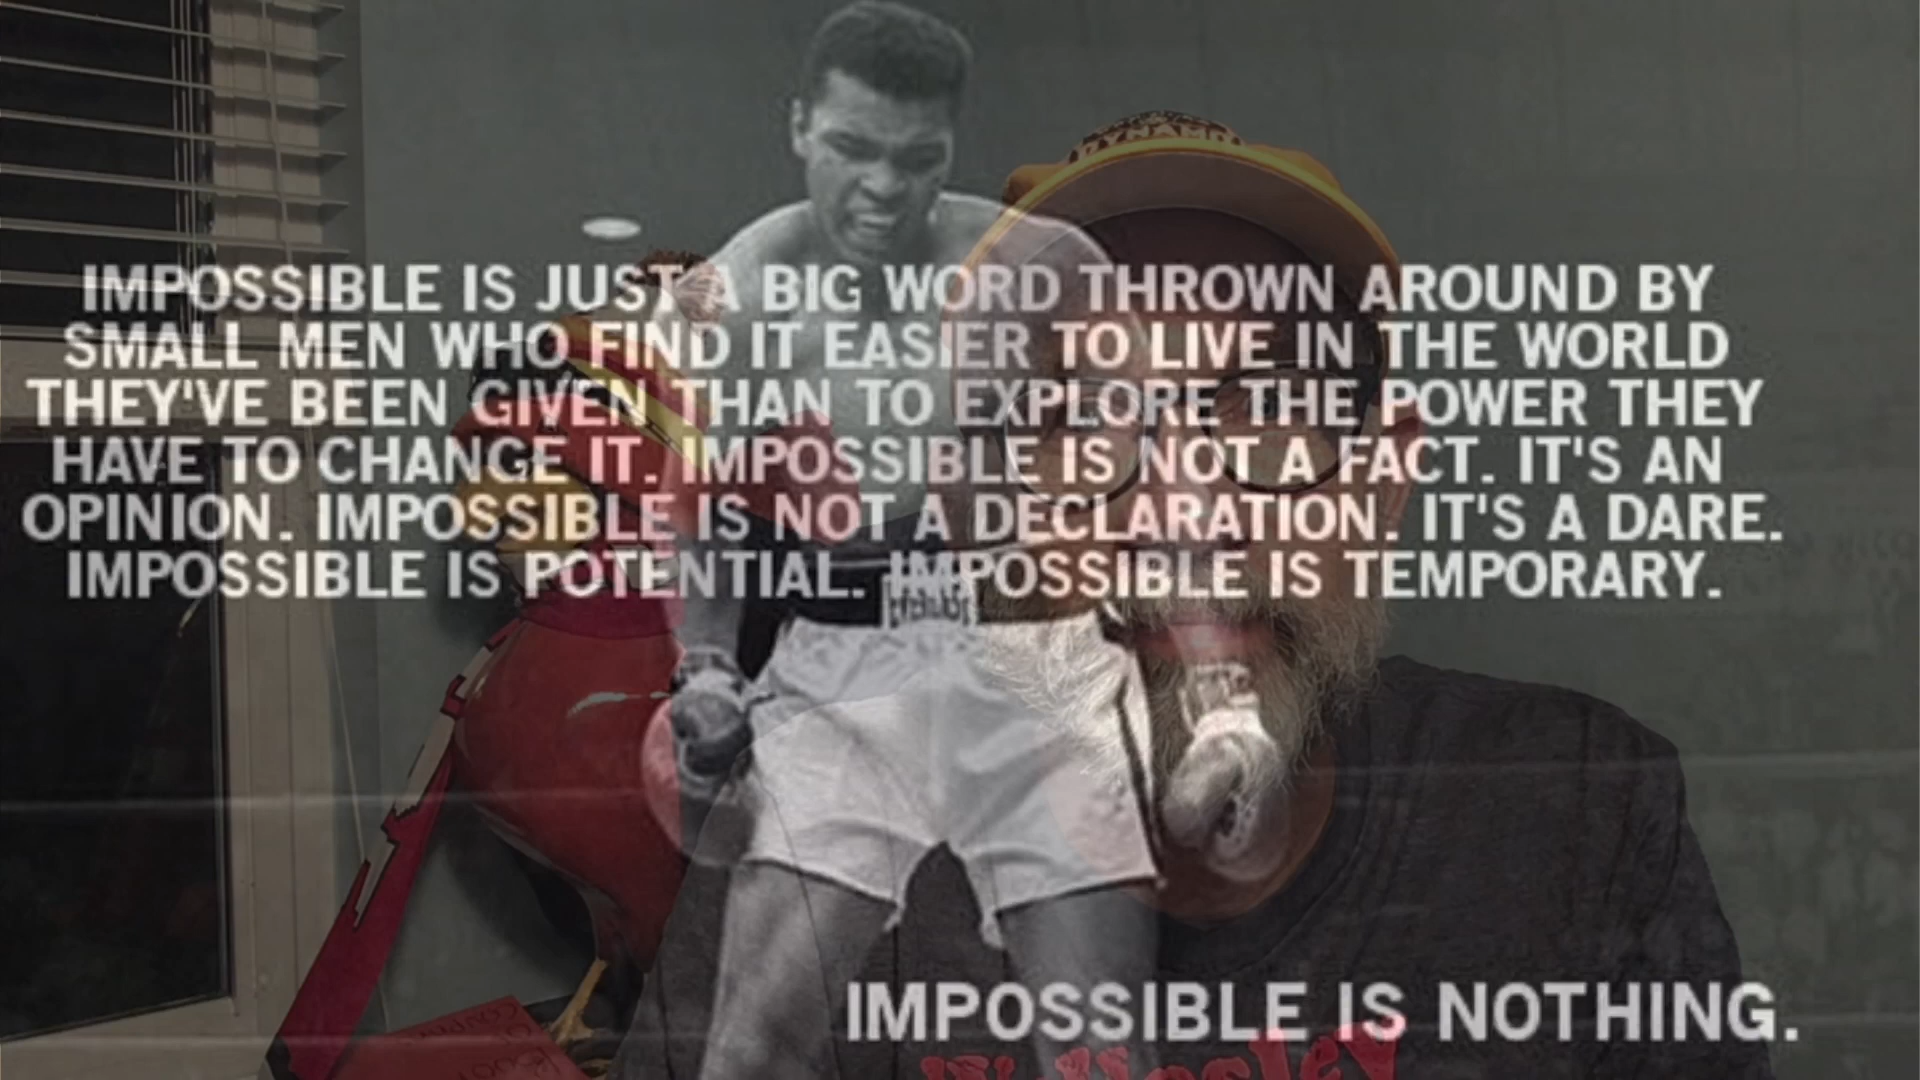 DYNAMO
IMPOSSIBLE IS JUST A BIG WORD THROWN AROUND BY
SMALL MEN WHO FIND IT EASIER TO LIVE IN THE WORLD
THEY'VE BEEN GIVEN THAN TO EXPLORE THE POWER THEY
HAVE TO CHANGE IT. IMPOSSIBLE IS NOT A FACT. IT'S AN
OPINION. IMPOSSIBLE IS NOT A DECLARATION. IT'S A DARE.
IMPOSSIBLE IS POTENTIAL. IMPOSSIBLE IS TEMPORARY.
IMPOSSIBLE IS NOTHING.